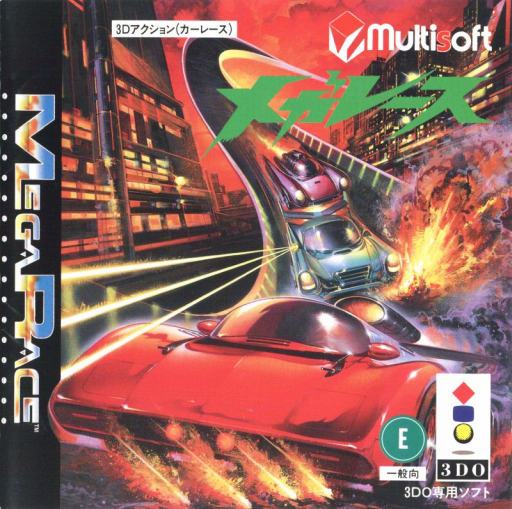 3Dアクション(カーレース)
Multisoft
メガレース
MEGARACE™
E
一般向
3DO
3DO専用ソフト